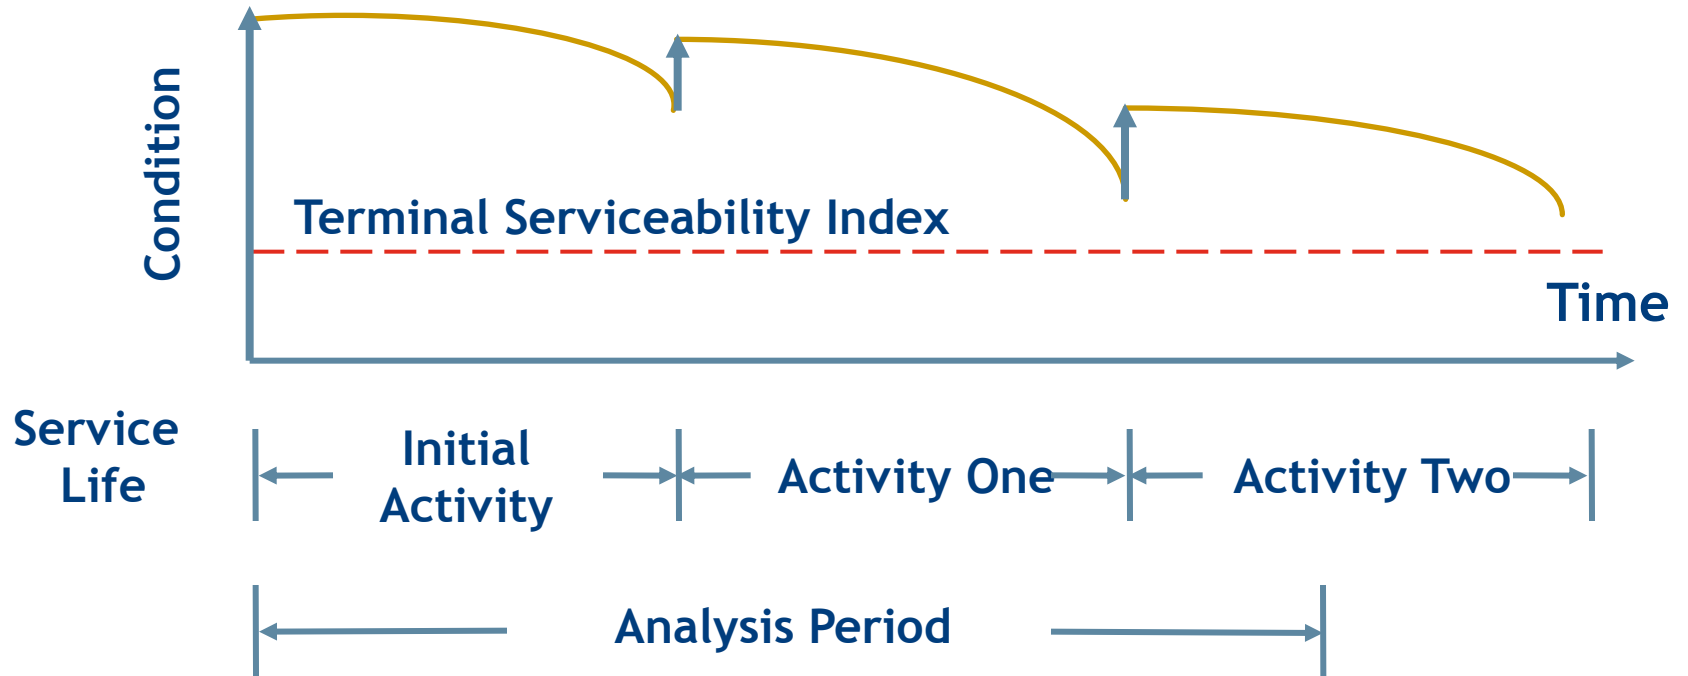 Condition
Terminal Serviceability Index
Time
Service
Life
Initial
Activity
Activity One
Activity Two
Analysis Period